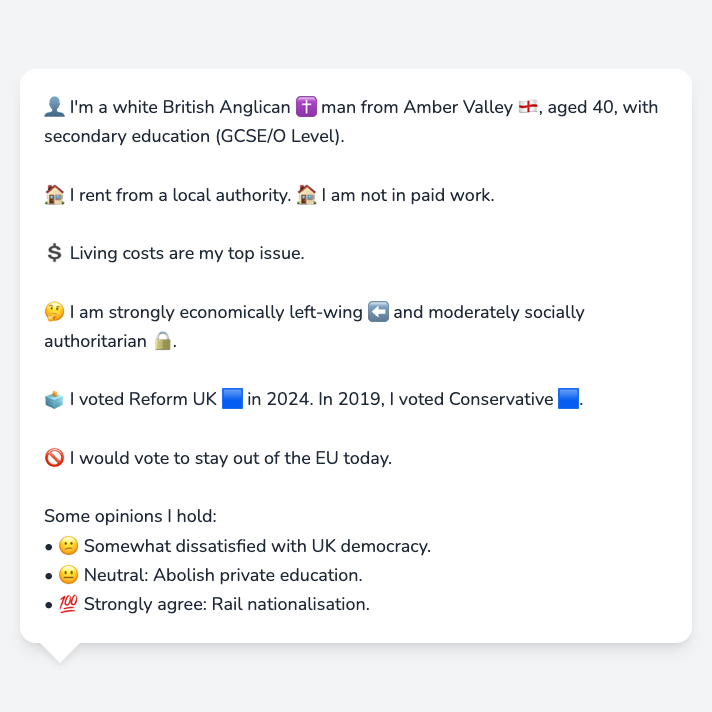 👤 I'm a white British Anglican ✝️ man from Amber Valley 🏴󠁧󠁢󠁥󠁮󠁧󠁿, aged 40, with
secondary education (GCSE/O Level).
🏠 I rent from a local authority. 🏠 I am not in paid work.
💲 Living costs are my top issue.
🤔 I am strongly economically left-wing ⬅️ and moderately socially
authoritarian 🔒.
🗳️ I voted Reform UK 🟦 in 2024. In 2019, I voted Conservative 🟦.
🚫 I would vote to stay out of the EU today.
Some opinions I hold:
• 😕 Somewhat dissatisfied with UK democracy.
• 😐 Neutral: Abolish private education.
• 💯 Strongly agree: Rail nationalisation.